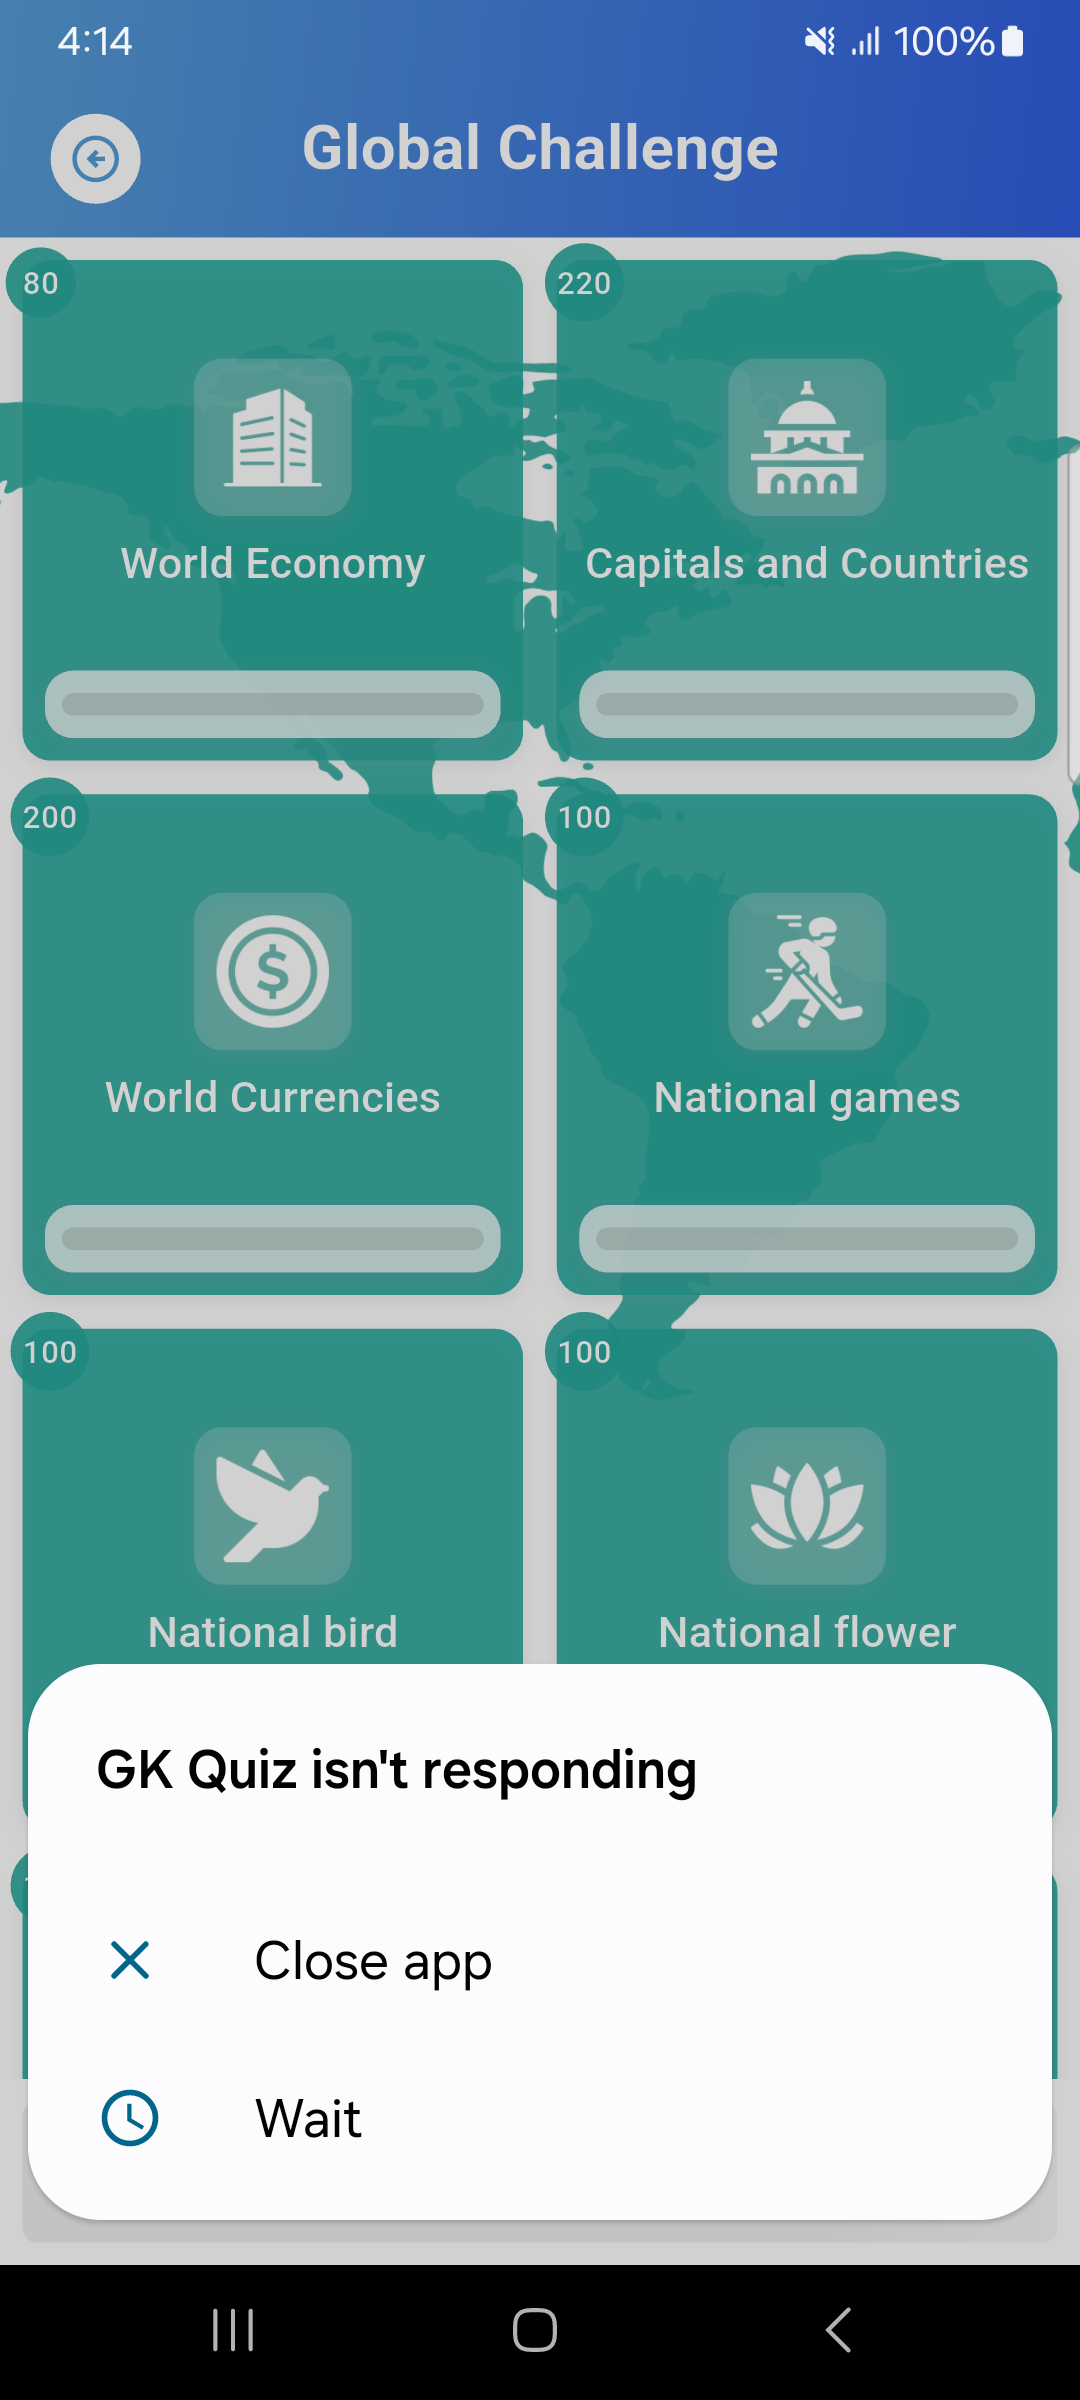 4:14
100%
Global Challenge
80
220
World Economy
Capitals and Countries
200
100
World Currencies
National games
100
100
National bird
National flower
GK Quiz isn't responding
Close app
Wait